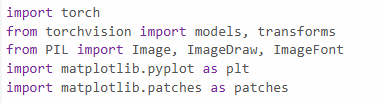 import torch
from torchvision import models, transforms
from PIL import Image, ImageDraw, ImageFont
import matplotlib.pyplot as plt
import matplotlib.patches as patches